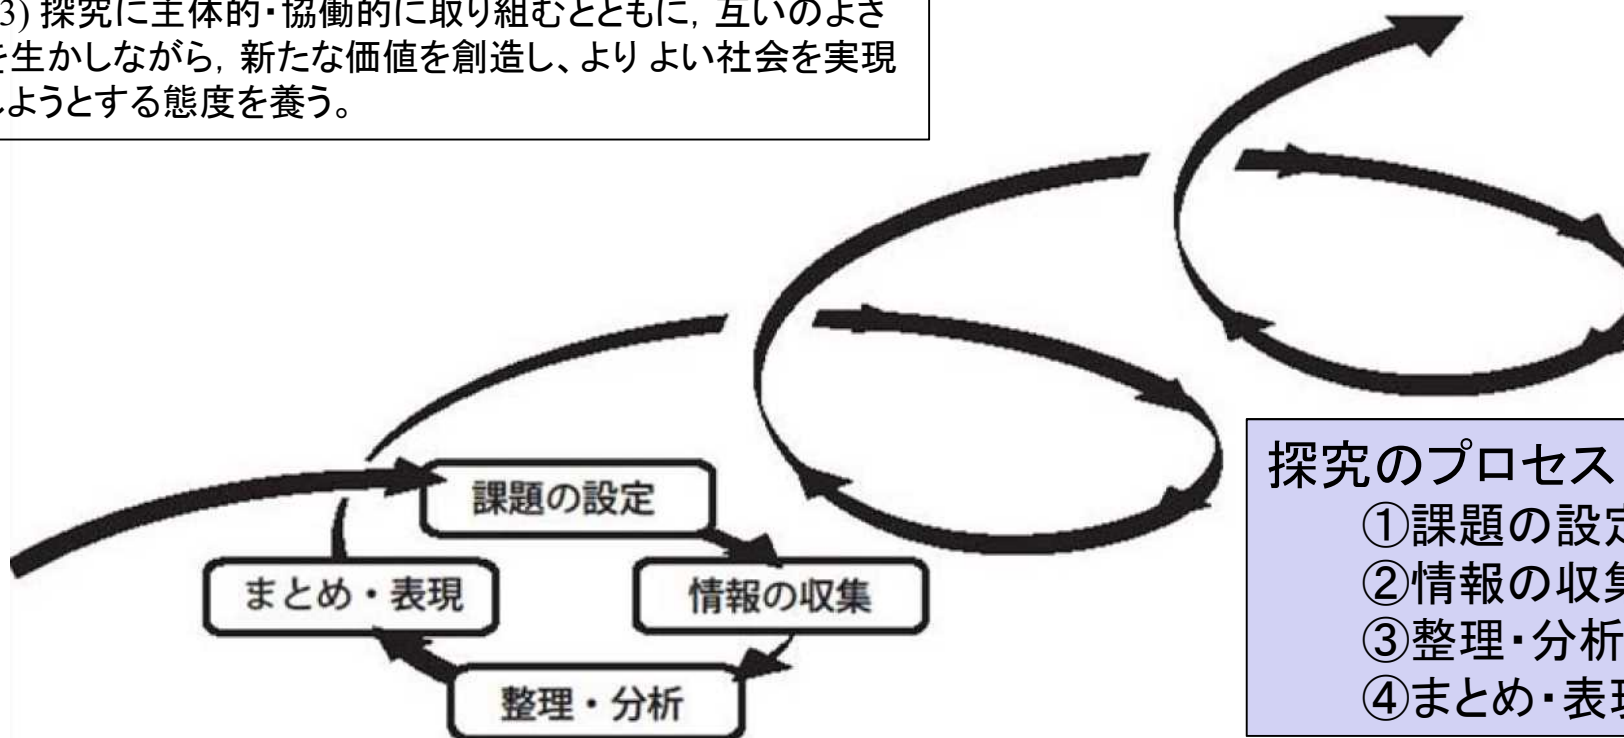 3) 探究に主体的・協働的に取り組むとともに，互いのよさ
を生かしながら，新たな価値を創造し、より よい社会を実現
しようとする態度を養う。
課題の設定
まとめ・表現
情報の収集
整理・分析
探究のプロセス
①課題の設定
②情報の収集
③整理・分析
④まとめ・表現